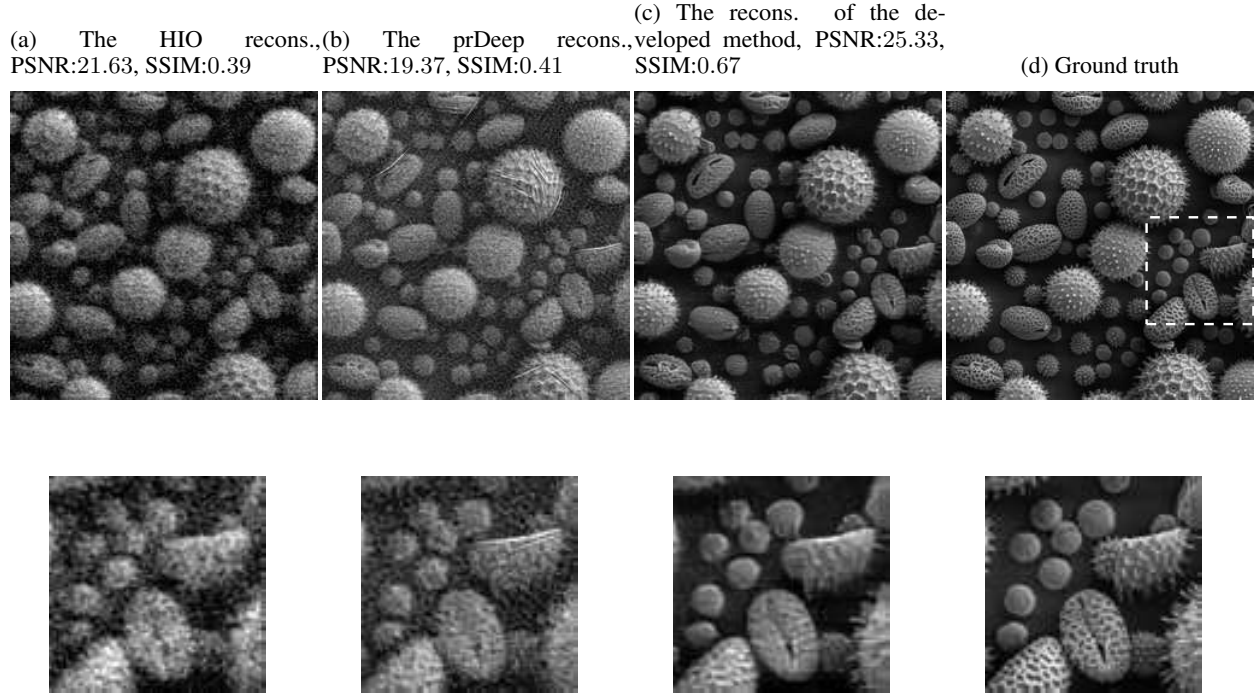 (a) The HIO recons.,
PSNR:21.63, SSIM:0.39
(b) The prDeep recons.,
PSNR:19.37, SSIM:0.41
(c) The recons. of the de-
veloped method, PSNR:25.33,
SSIM:0.67
(d) Ground truth